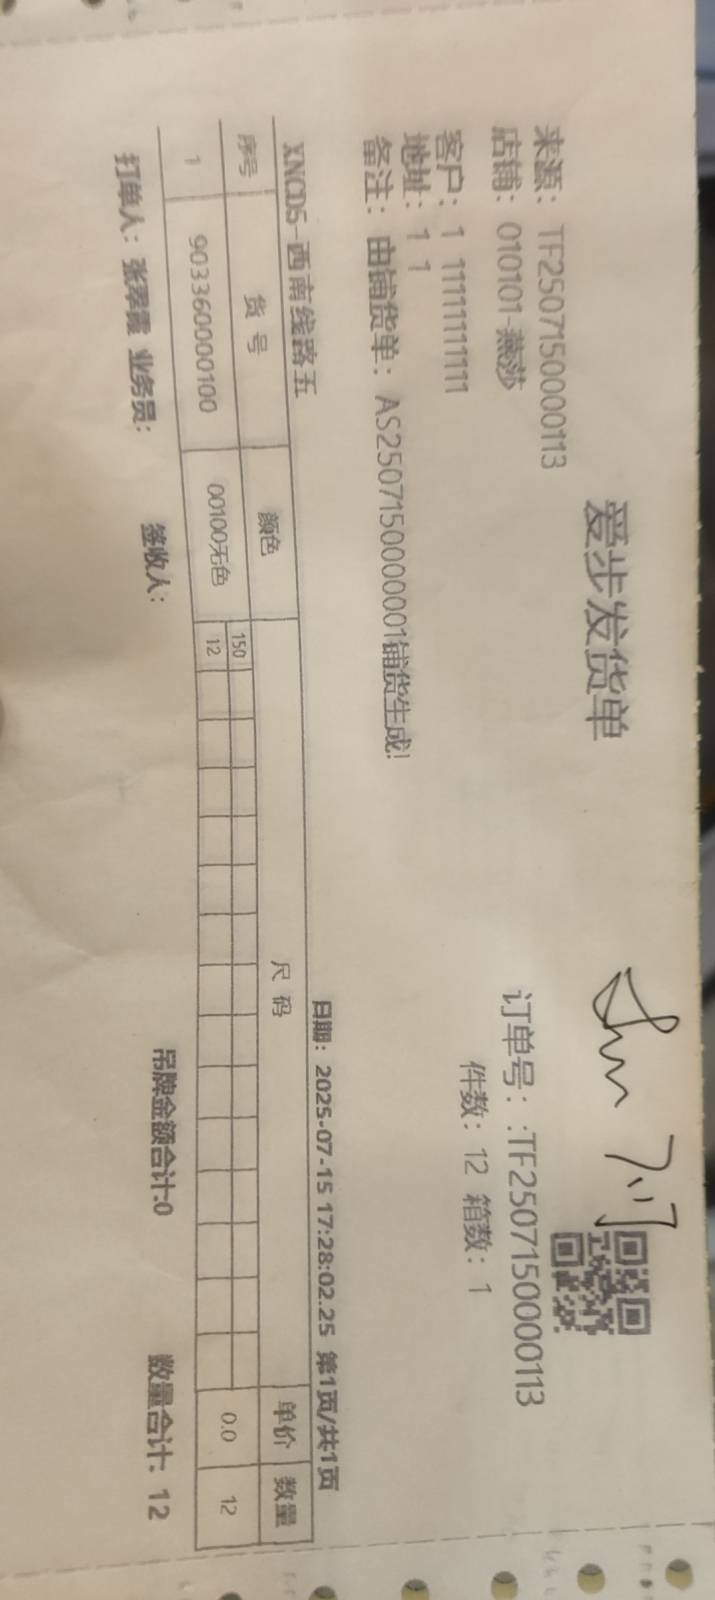 爱步发货单
来源：TF2507150000113
订单号：:TF2507150000113
店铺：010101-燕莎
件数：12 箱数：1
客户：1 11111111111
地址：1 1
备注：由铺货单：AS2507150000001铺货生成!
XNCD5-西南线路五
日期：2025-07-15 17:28:02.25 第1页/共1页
序号 货 号 颜色 尺 码 单价 数量
150
1 903360000100 00100无色 12 0.0 12
打单人：张翠霞 业务员： 签收人： 吊牌金额合计:0 数量合计：12